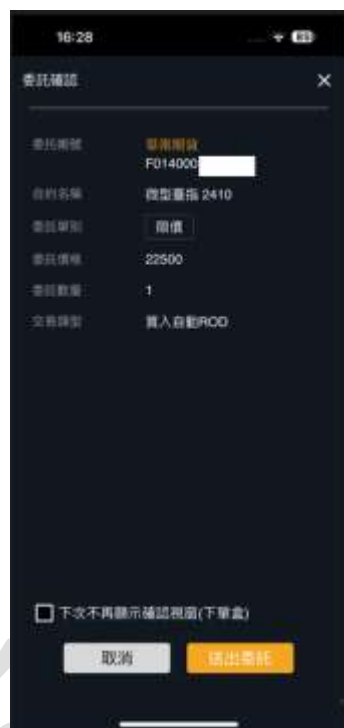 16:28
委託確認
委託帳號
華南期貨
F014000
合約名稱
微型臺指 2410
委託單別
限價
委託價格
22500
委託數量
1
交易類型
買入自動ROD
下次不再顯示確認視窗(下單盒)
取消
送出委託